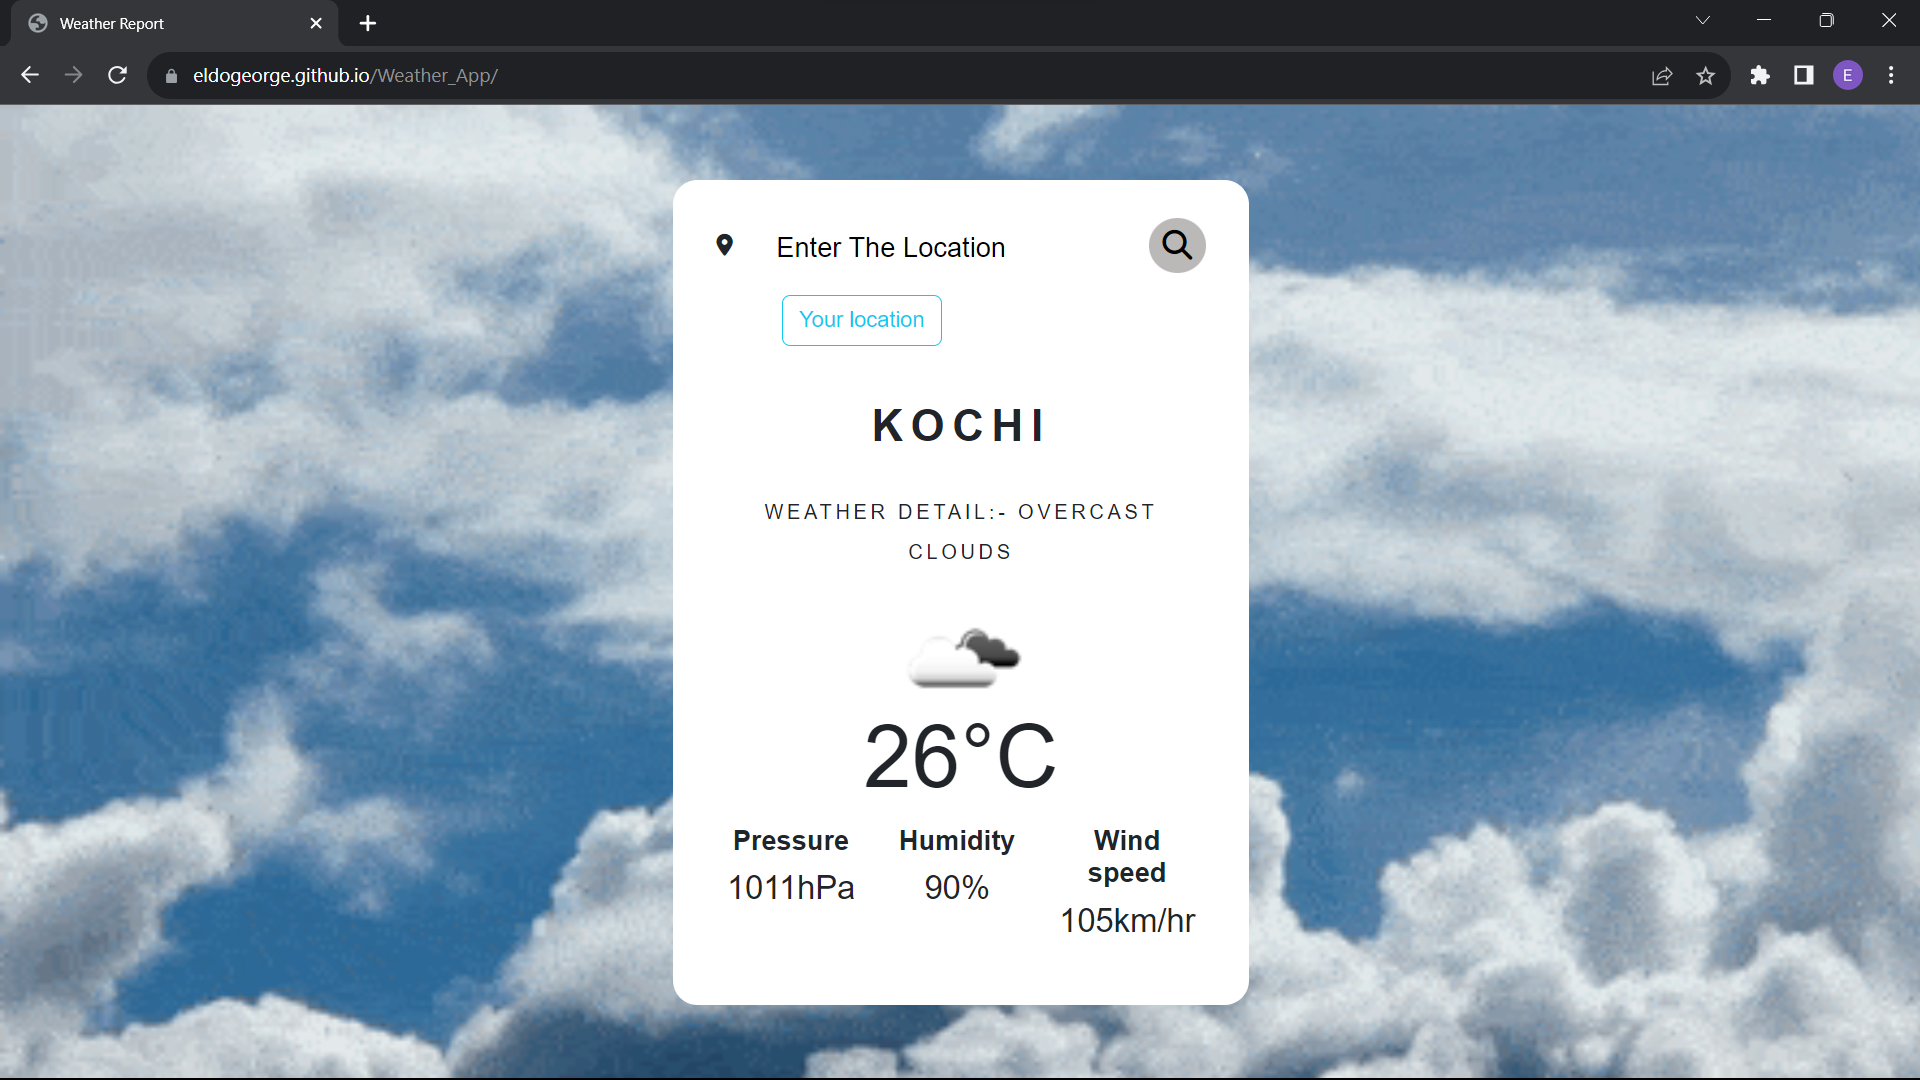 Weather Report
eldogeorge.github.io/Weather_App/
E
Enter The Location
Your location
KOCHI
WEATHER DETAIL:- OVERCAST
CLOUDS
26°C
Pressure
1011hPa
Humidity
90%
Wind
speed
105km/hr